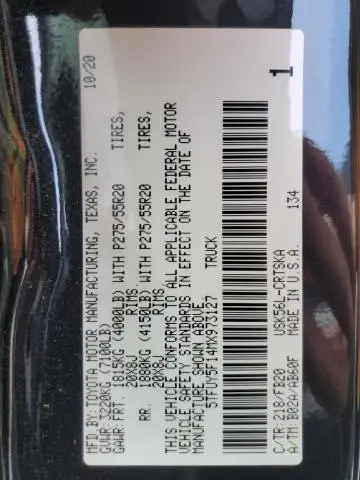 MFD.BY:TOYOTA MOTOR MANUFACTURING, TEXAS, INC. 10/20
GVWR: 3220KG (7100LB)
GAWR: FRT. 1815KG (4000LB) WITH P275/55R20 TIRES,
20X8J RIMS,
RR. 1880KG (4150LB) WITH P275/55R20 TIRES,
20X8J RIMS.
THIS VEHICLE CONFORMS TO ALL APPLICABLE FEDERAL MOTOR
VEHICLE SAFETY STANDARDS IN EFFECT ON THE DATE OF
MANUFACTURE SHOWN ABOVE.
5TFUY5F14MX973127 TRUCK
C/TR: 218/FB20 USK56L-CRTSKA
A/TM: B02A/AB60F MADE IN U.S.A. 134
1